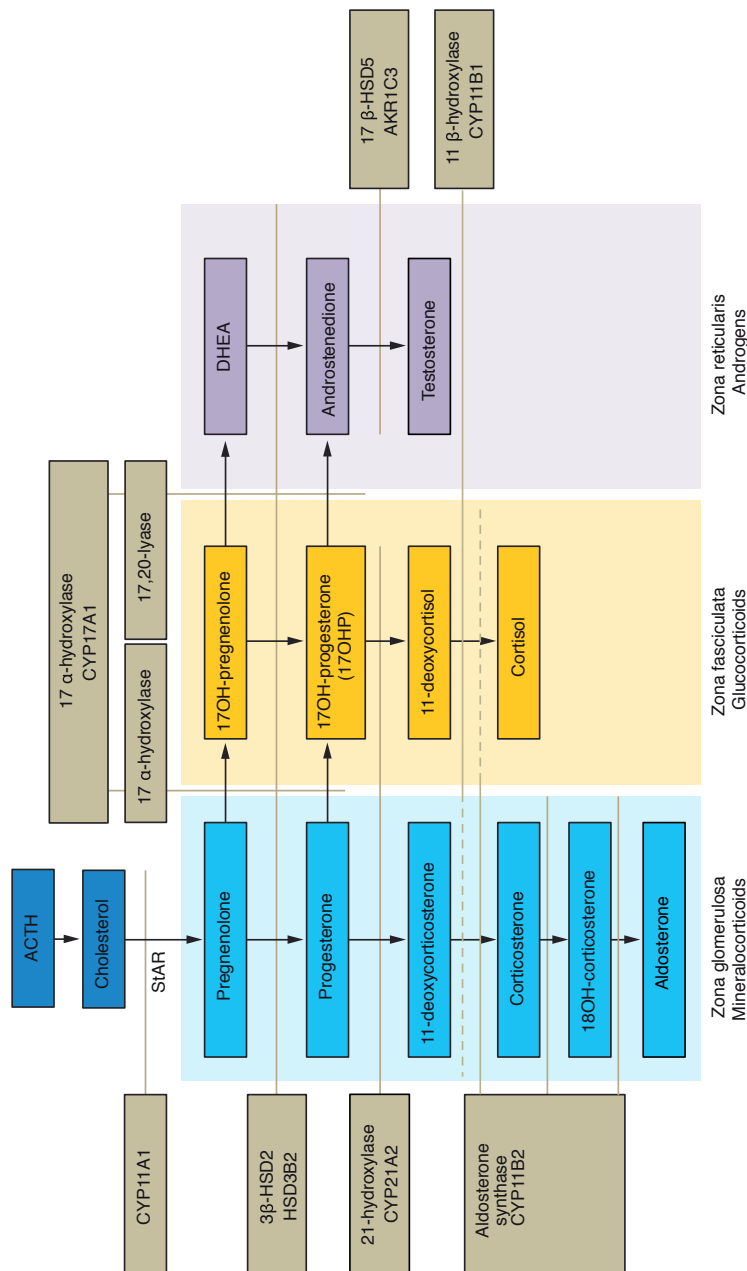 ACTH
Cholesterol
StAR
17 α-hydroxylase
CYP17A1
17 α-hydroxylase
17,20-lyase
CYP11A1
Pregnenolone
17OH-pregnenolone
DHEA
3β-HSD2
HSD3B2
Progesterone
17OH-progesterone
(17OHP)
Androstenedione
17 β-HSD5
AKR1C3
21-hydroxylase
CYP21A2
11-deoxycorticosterone
11-deoxycortisol
Testosterone
11 β-hydroxylase
CYP11B1
Aldosterone
synthase
CYP11B2
Corticosterone
Cortisol
18OH-corticosterone
Aldosterone
Zona glomerulosa
Mineralocorticoids
Zona fasciculata
Glucocorticoids
Zona reticularis
Androgens